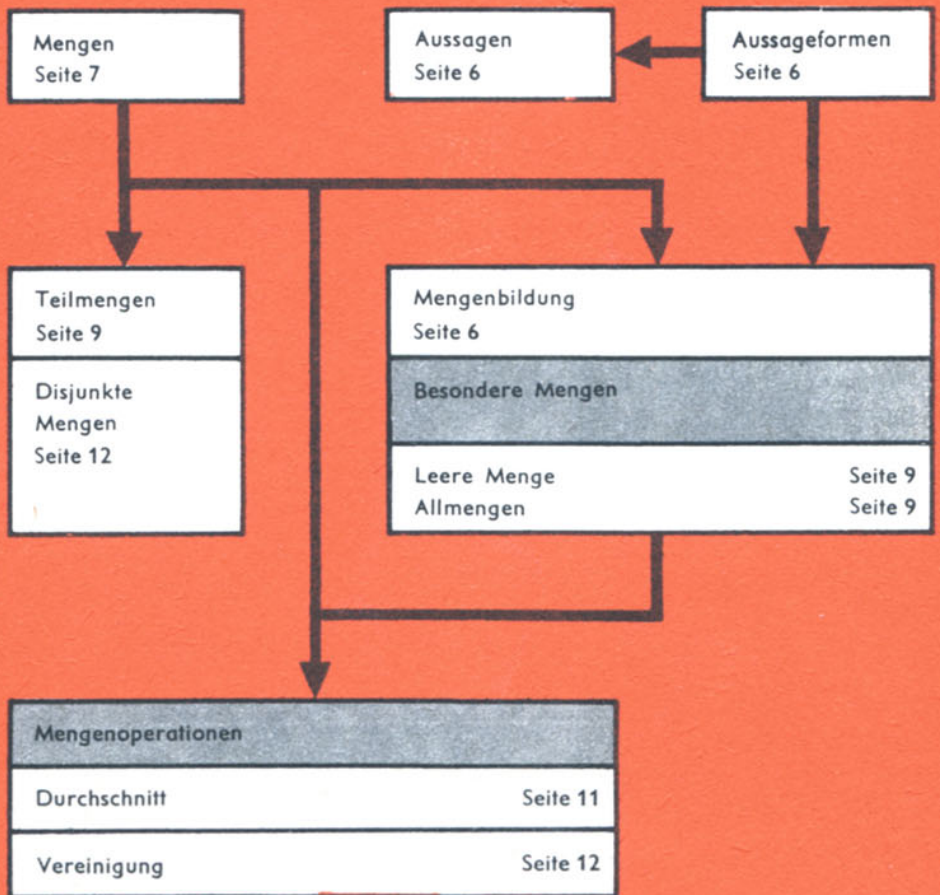 Mengen
Seite 7
Aussagen
Seite 6
Aussageformen
Seite 6
Teilmengen
Seite 9
Disjunkte
Mengen
Seite 12
Mengenbildung
Seite 6
Besondere Mengen
Leere Menge Seite 9
Allmengen Seite 9
Mengenoperationen
Durchschnitt Seite 11
Vereinigung Seite 12